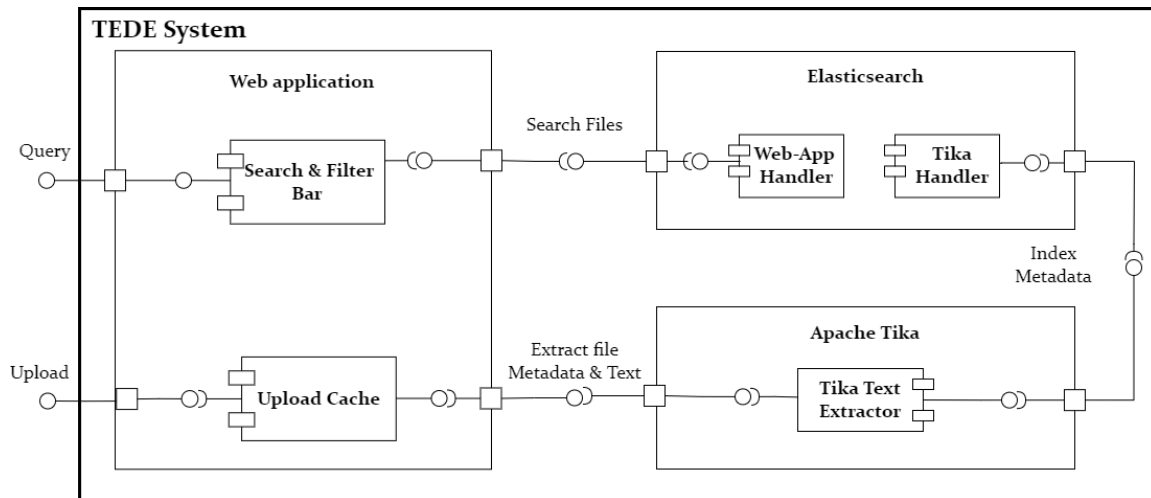 TEDE System
Web application
Elasticsearch
Query
Search & Filter
Bar
Search Files
Web-App
Handler
Tika
Handler
Index
Metadata
Upload
Upload Cache
Extract file
Metadata & Text
Apache Tika
Tika Text
Extractor